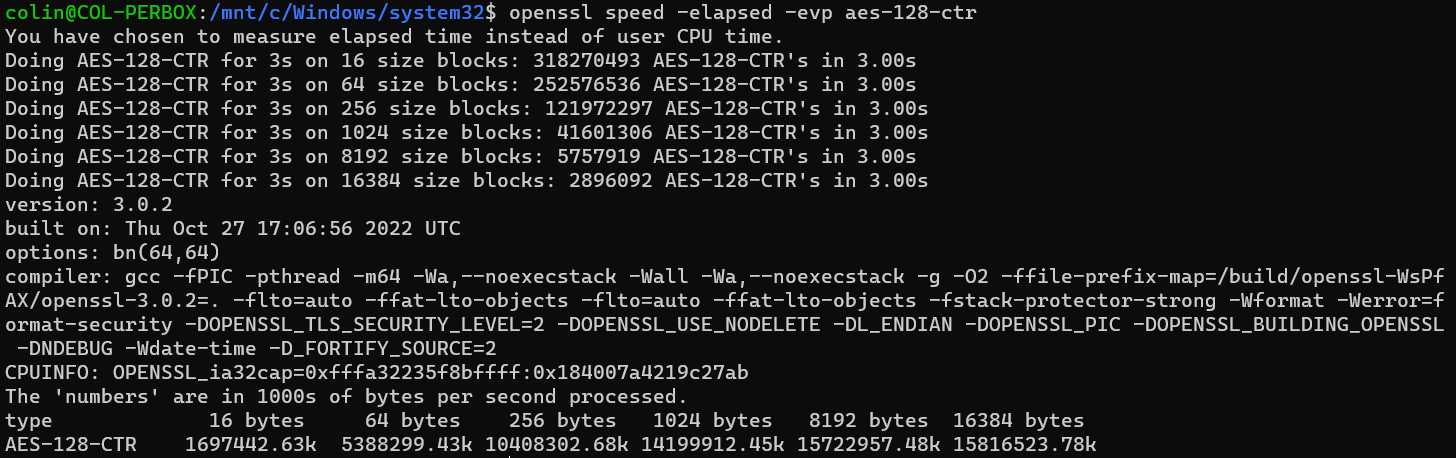 colin@COL-PERBOX:/mnt/c/Windows/system32$ openssl speed -elapsed -evp aes-128-ctr
You have chosen to measure elapsed time instead of user CPU time.
Doing AES-128-CTR for 3s on 16 size blocks: 318270493 AES-128-CTR's in 3.00s
Doing AES-128-CTR for 3s on 64 size blocks: 252576536 AES-128-CTR's in 3.00s
Doing AES-128-CTR for 3s on 256 size blocks: 121972297 AES-128-CTR's in 3.00s
Doing AES-128-CTR for 3s on 1024 size blocks: 41601306 AES-128-CTR's in 3.00s
Doing AES-128-CTR for 3s on 8192 size blocks: 5757919 AES-128-CTR's in 3.00s
Doing AES-128-CTR for 3s on 16384 size blocks: 2896092 AES-128-CTR's in 3.00s
version: 3.0.2
built on: Thu Oct 27 17:06:56 2022 UTC
options: bn(64,64)
compiler: gcc -fPIC -pthread -m64 -Wa,--noexecstack -Wall -Wa,--noexecstack -g -O2 -ffile-prefix-map=/build/openssl-WsPf
AX/openssl-3.0.2=. -flto=auto -ffat-lto-objects -flto=auto -ffat-lto-objects -fstack-protector-strong -Wformat -Werror=f
ormat-security -DOPENSSL_TLS_SECURITY_LEVEL=2 -DOPENSSL_USE_NODELETE -DL_ENDIAN -DOPENSSL_PIC -DOPENSSL_BUILDING_OPENSSL
 -DNDEBUG -Wdate-time -D_FORTIFY_SOURCE=2
CPUINFO: OPENSSL_ia32cap=0xfffa32235f8bffff:0x184007a4219c27ab
The 'numbers' are in 1000s of bytes per second processed.
type             16 bytes     64 bytes    256 bytes   1024 bytes   8192 bytes  16384 bytes
AES-128-CTR    1697442.63k  5388299.43k 10408302.68k 14199912.45k 15722957.48k 15816523.78k